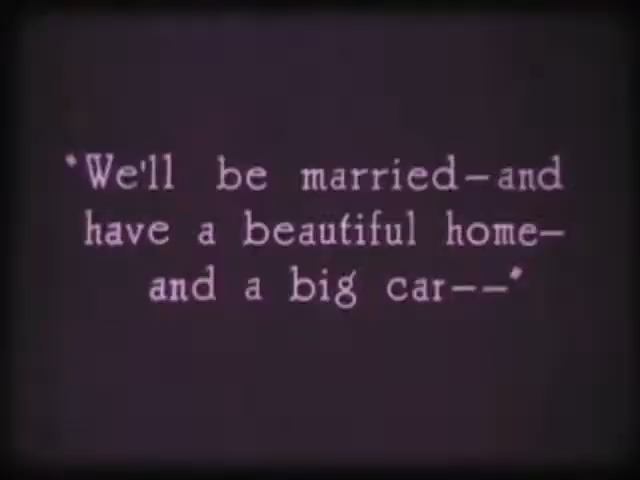 "We'll be married—and
have a beautiful home—
and a big car——"